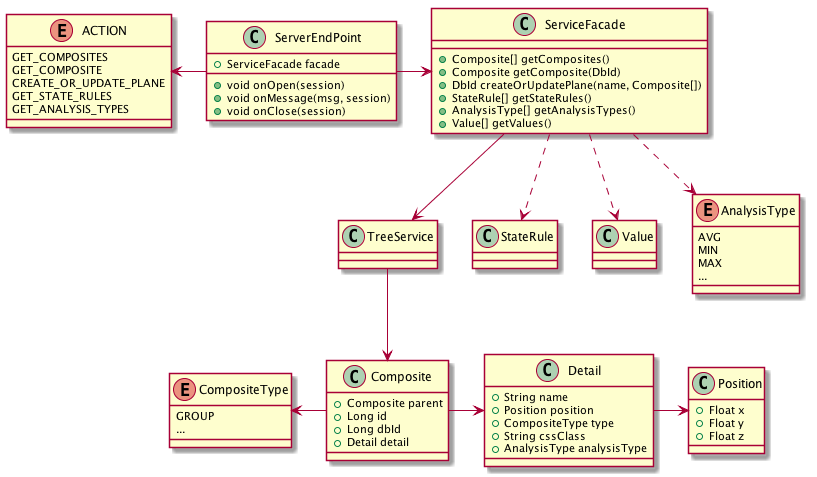 E ACTION
GET_COMPOSITES
GET_COMPOSITE
CREATE_OR_UPDATE_PLANE
GET_STATE_RULES
GET_ANALYSIS_TYPES
C ServerEndPoint
ServiceFacade facade
void onOpen(session)
void onMessage(msg, session)
void onClose(session)
C ServiceFacade
Composite[] getComposites()
Composite getComposite(DbId)
DbId createOrUpdatePlane(name, Composite[])
StateRule[] getStateRules()
AnalysisType[] getAnalysisTypes()
Value[] getValues()
C TreeService
C StateRule
C Value
E AnalysisType
AVG
MIN
MAX
...
E CompositeType
GROUP
...
C Composite
Composite parent
Long id
Long dbId
Detail detail
C Detail
String name
Position position
CompositeType type
String cssClass
AnalysisType analysisType
C Position
Float x
Float y
Float z